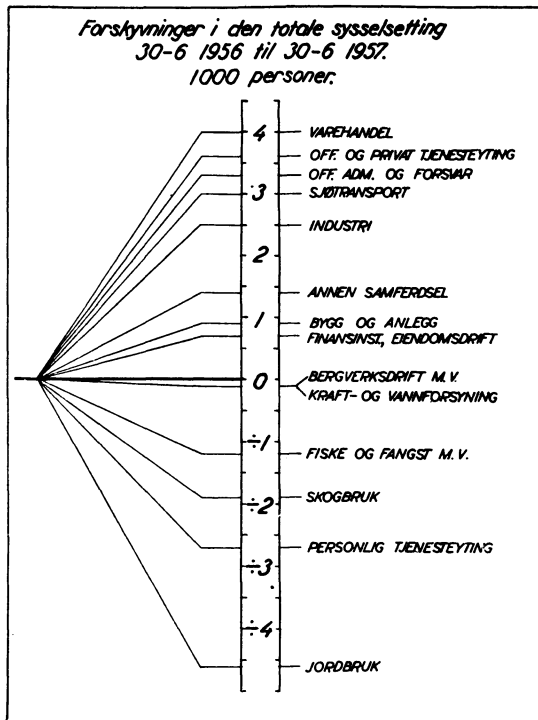 Forskyvninger i den totale sysselsetting
30-6 1956 til 30-6 1957.
1000 personer.
4 VAREHANDEL
OFF. OG PRIVAT TJENESTEYTING
OFF. ADM. OG FORSVAR
3 SJØTRANSPORT
INDUSTRI
2
ANNEN SAMFERDSEL
1 BYGG OG ANLEGG
FINANSINST., EIENDOMSDRIFT
0 BERGVERKSDRIFT M.V.
KRAFT- OG VANNFORSYNING
÷1
FISKE OG FANGST M.V.
SKOGBRUK
÷2
PERSONLIG TJENESTEYTING
÷3
÷4
JORDBRUK